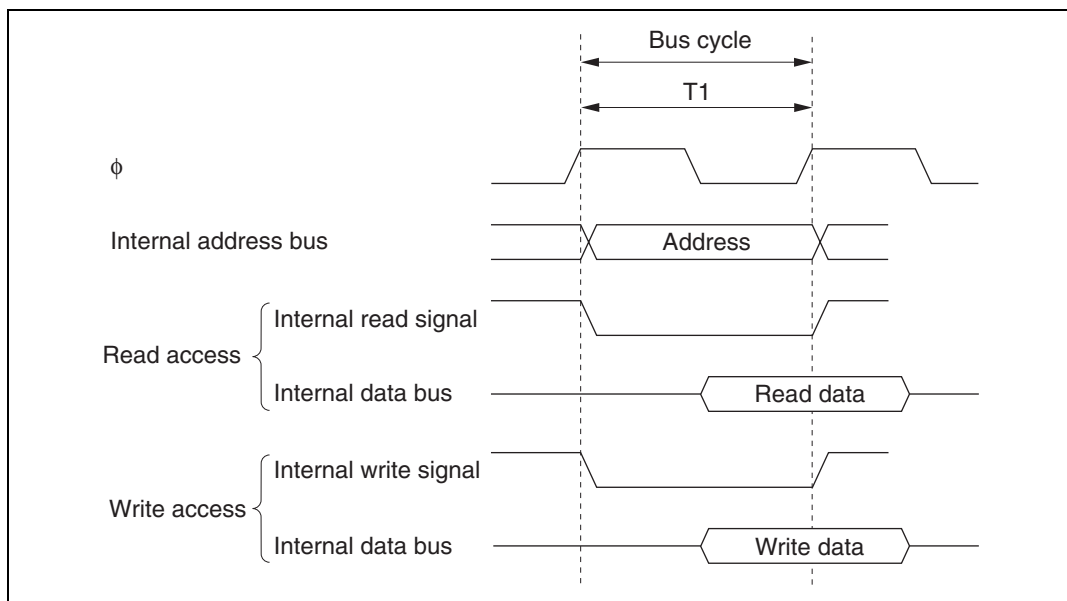 Bus cycle
T1
ϕ
Internal address bus
Address
Read access
Internal read signal
Internal data bus
Read data
Write access
Internal write signal
Internal data bus
Write data